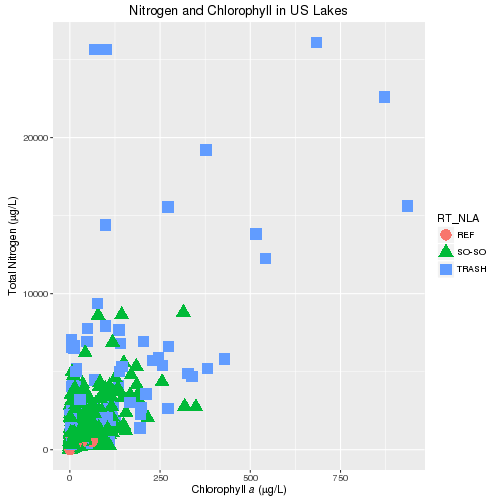 Nitrogen and Chlorophyll in US Lakes
Total Nitrogen (μg/L)
20000
10000
0
0
250
500
750
Chlorophyll a (μg/L)
RT_NLA
REF
SO-SO
TRASH